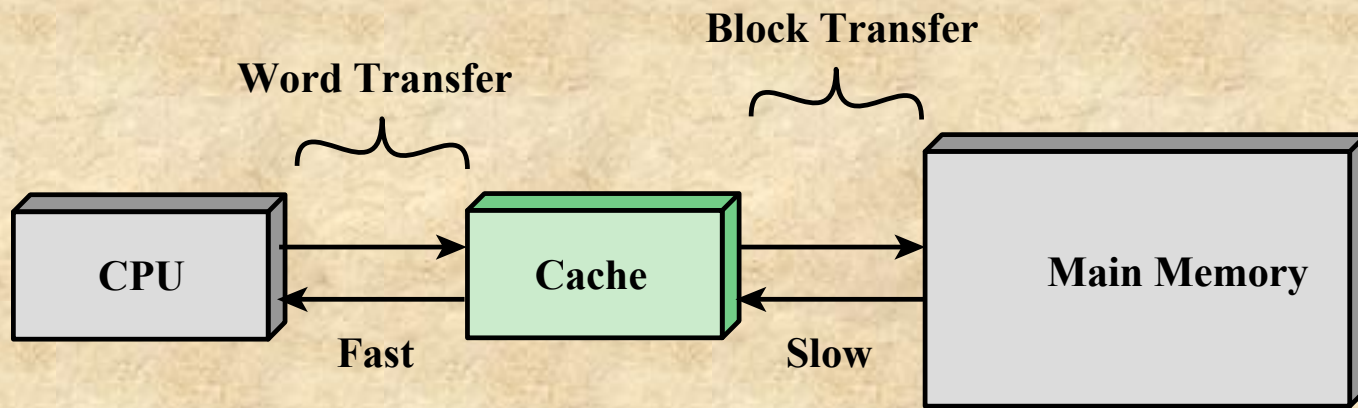 Block Transfer
Word Transfer
CPU
Cache
Main Memory
Fast
Slow